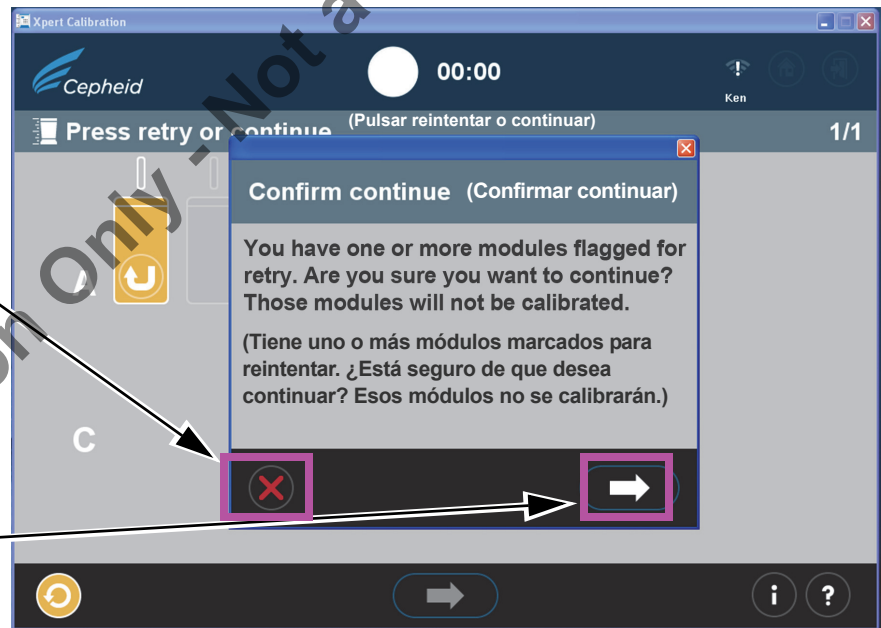 Xpert Calibration
Cepheid
00:00
Ken
Press retry or continue (Pulsar reintentar o continuar)
1/1
Confirm continue (Confirmar continuar)
You have one or more modules flagged for
retry. Are you sure you want to continue?
Those modules will not be calibrated.
(Tiene uno o más módulos marcados para
reintentar. ¿Está seguro de que desea
continuar? Esos módulos no se calibrarán.)
A
C
i
?
on Only - Not a